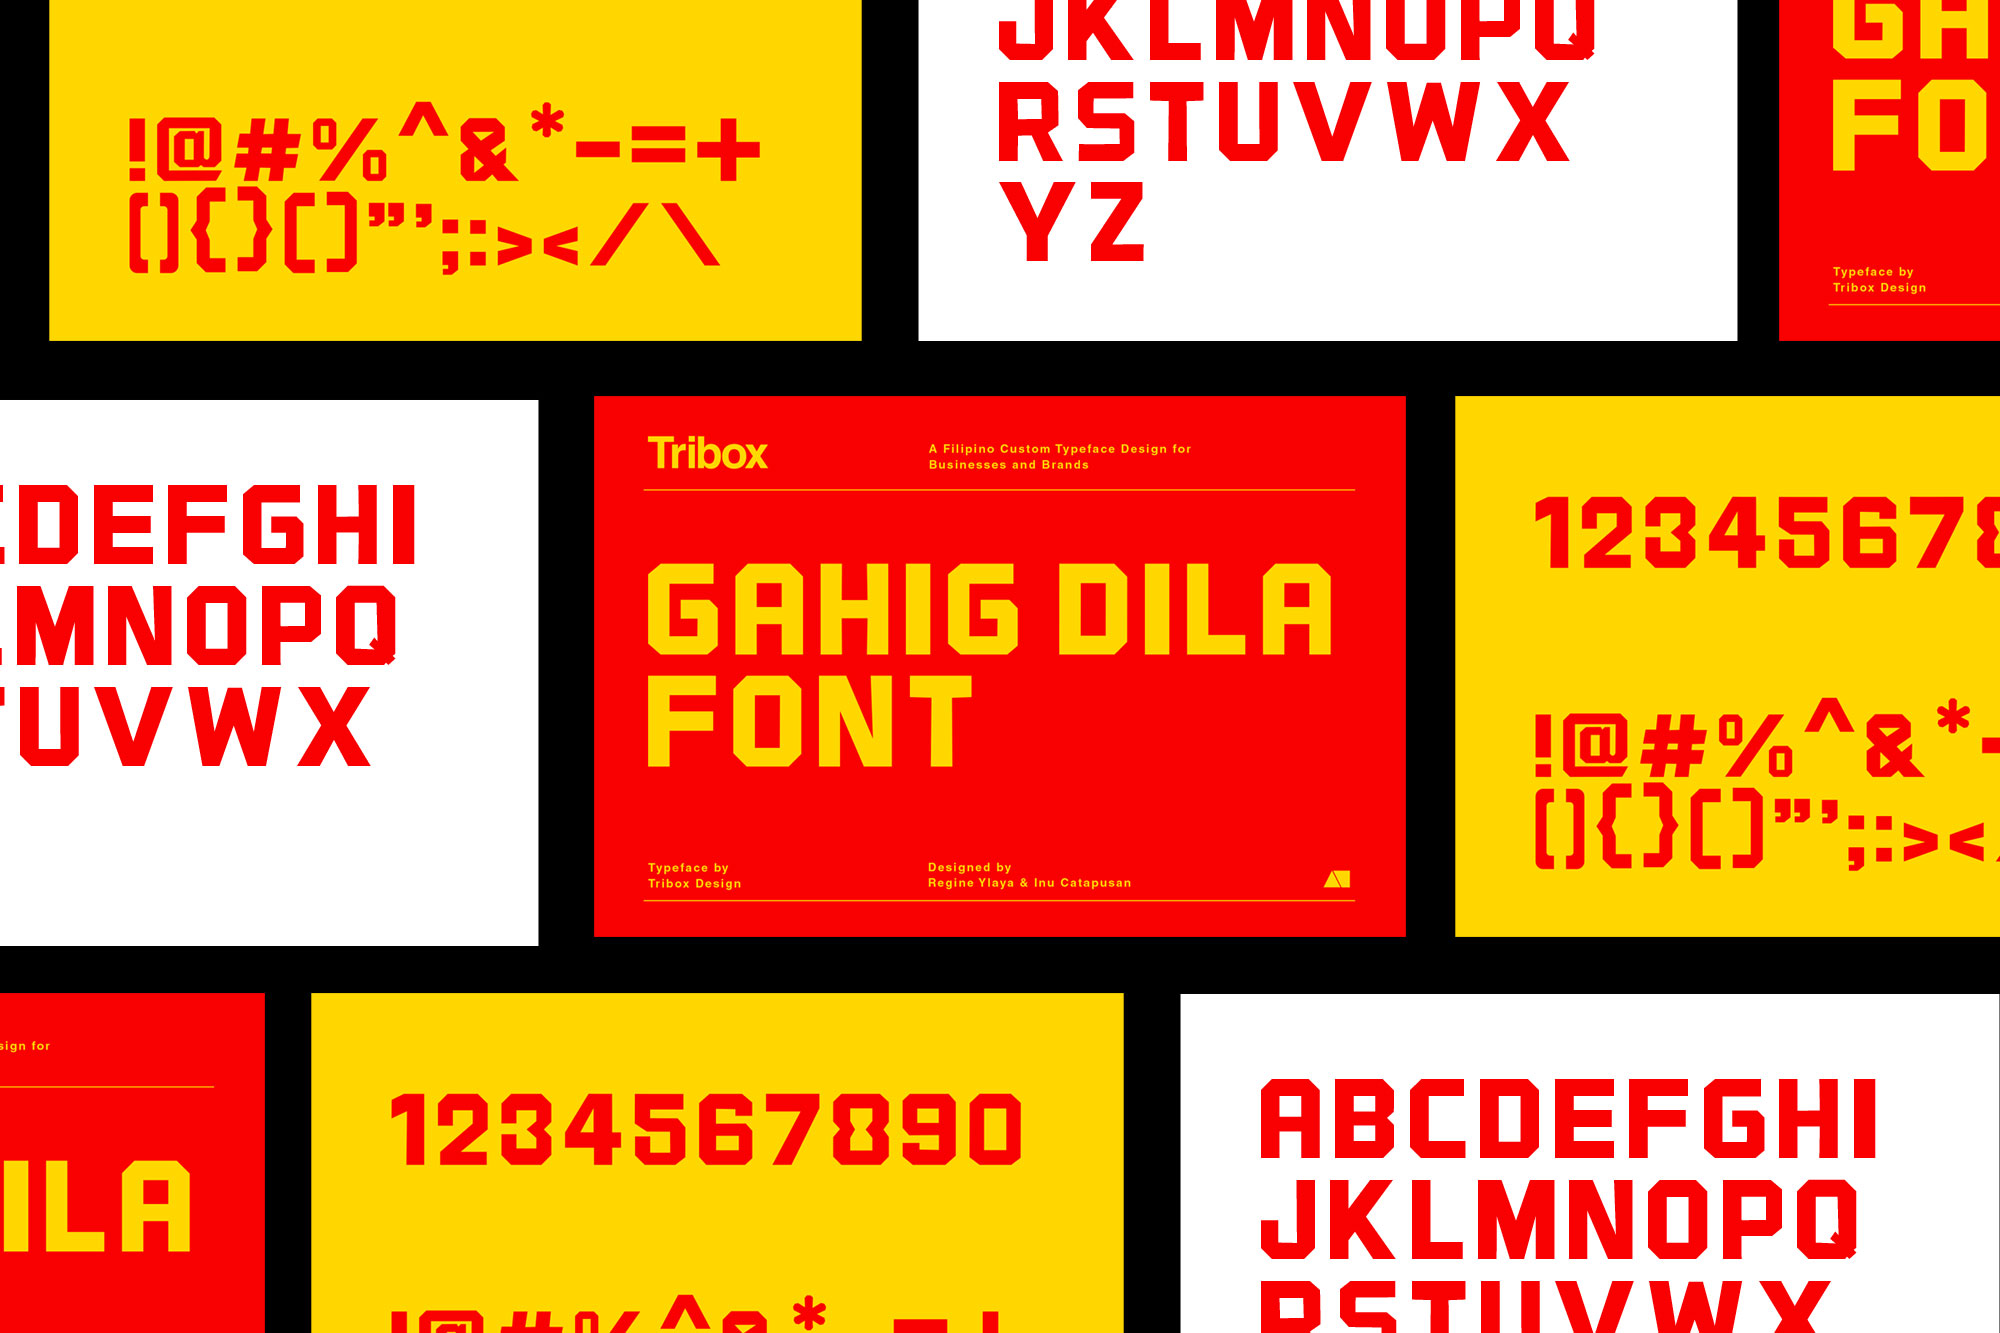 !@#%^&*-=+
(){}[]”’;:><⁄\
JKLMNOPQ
RSTUVWX
YZ
GA
FO
Typeface by
Tribox Design
DEFGHI
MNOPQ
UVWX
Tribox
A Filipino Custom Typeface Design for
Businesses and Brands
GAHIG DILA
FONT
Typeface by
Tribox Design
Designed by
Regine Ylaya & Inu Catapusan
12345678
!@#%^&*-
(){}[]”’;:><
sign for
ILA
1234567890
!@#%^&*-=+
ABCDEFGHI
JKLMNOPQ
RSTUVWX